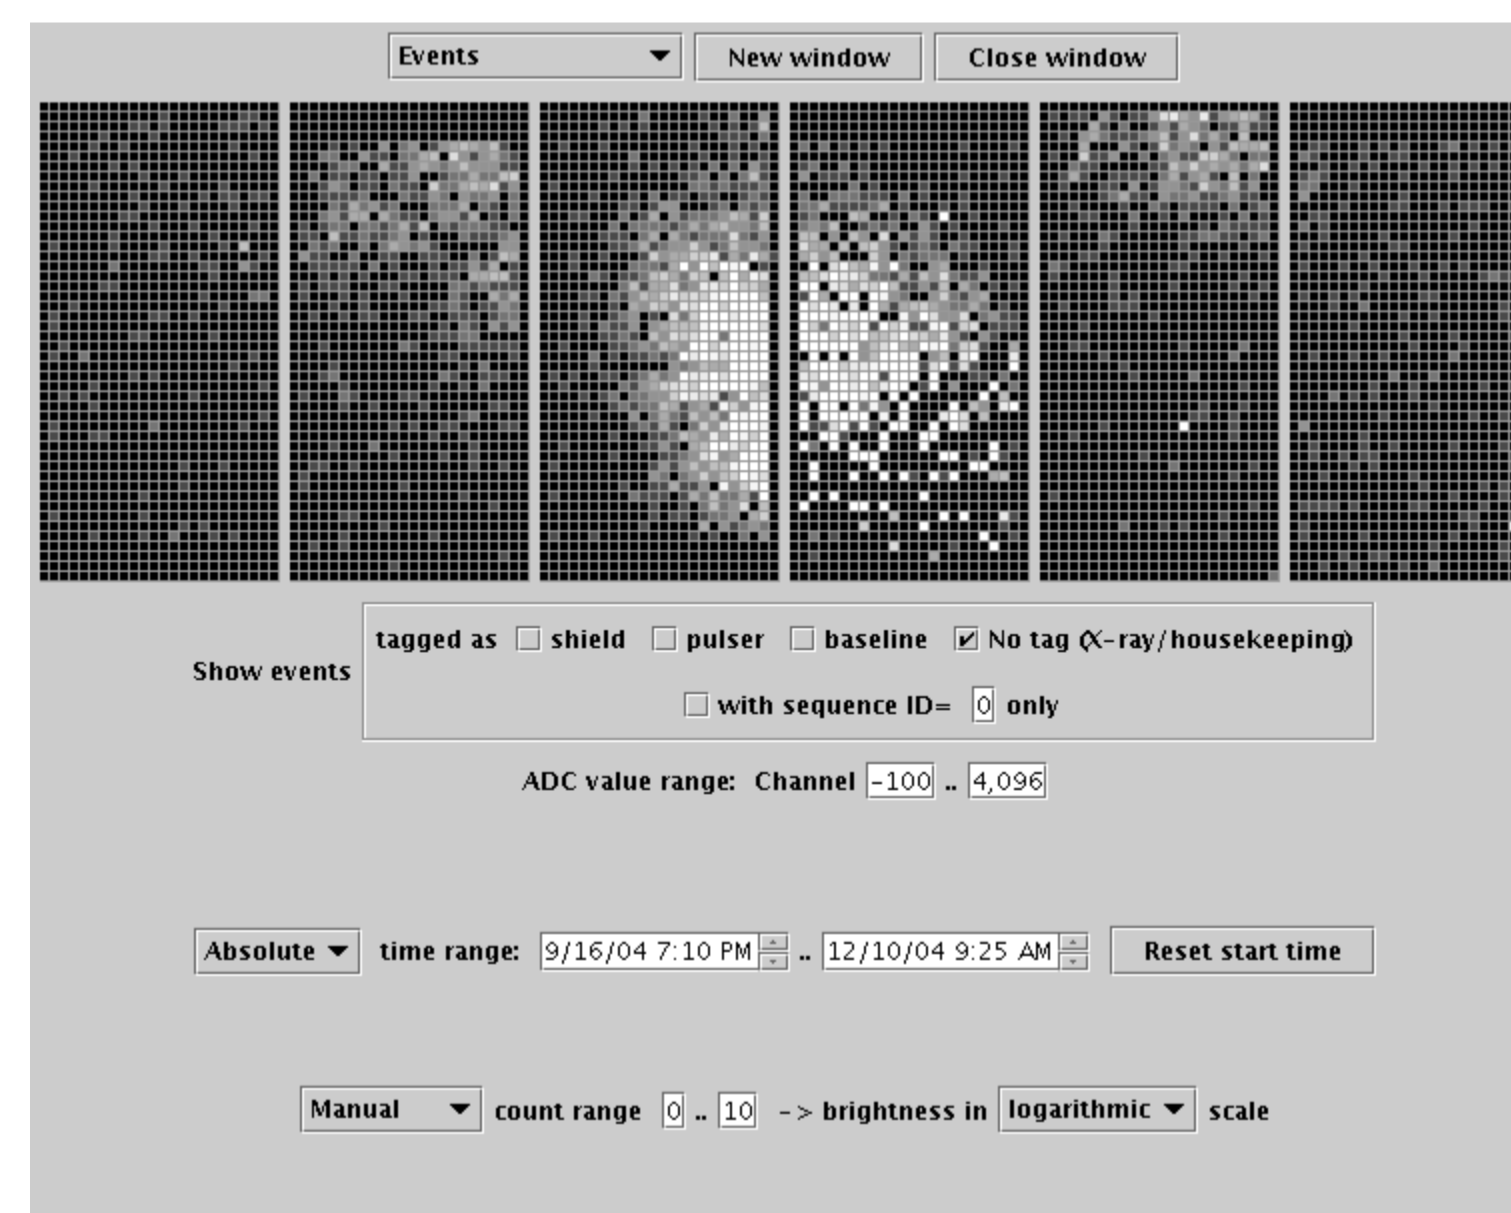 Events New window Close window
tagged as shield pulser baseline No tag (X-ray/housekeeping)
Show events
with sequence ID= 0 only
ADC value range: Channel -100 .. 4,096
Absolute time range: 9/16/04 7:10 PM .. 12/10/04 9:25 AM Reset start time
Manual count range 0 .. 10 -> brightness in logarithmic scale